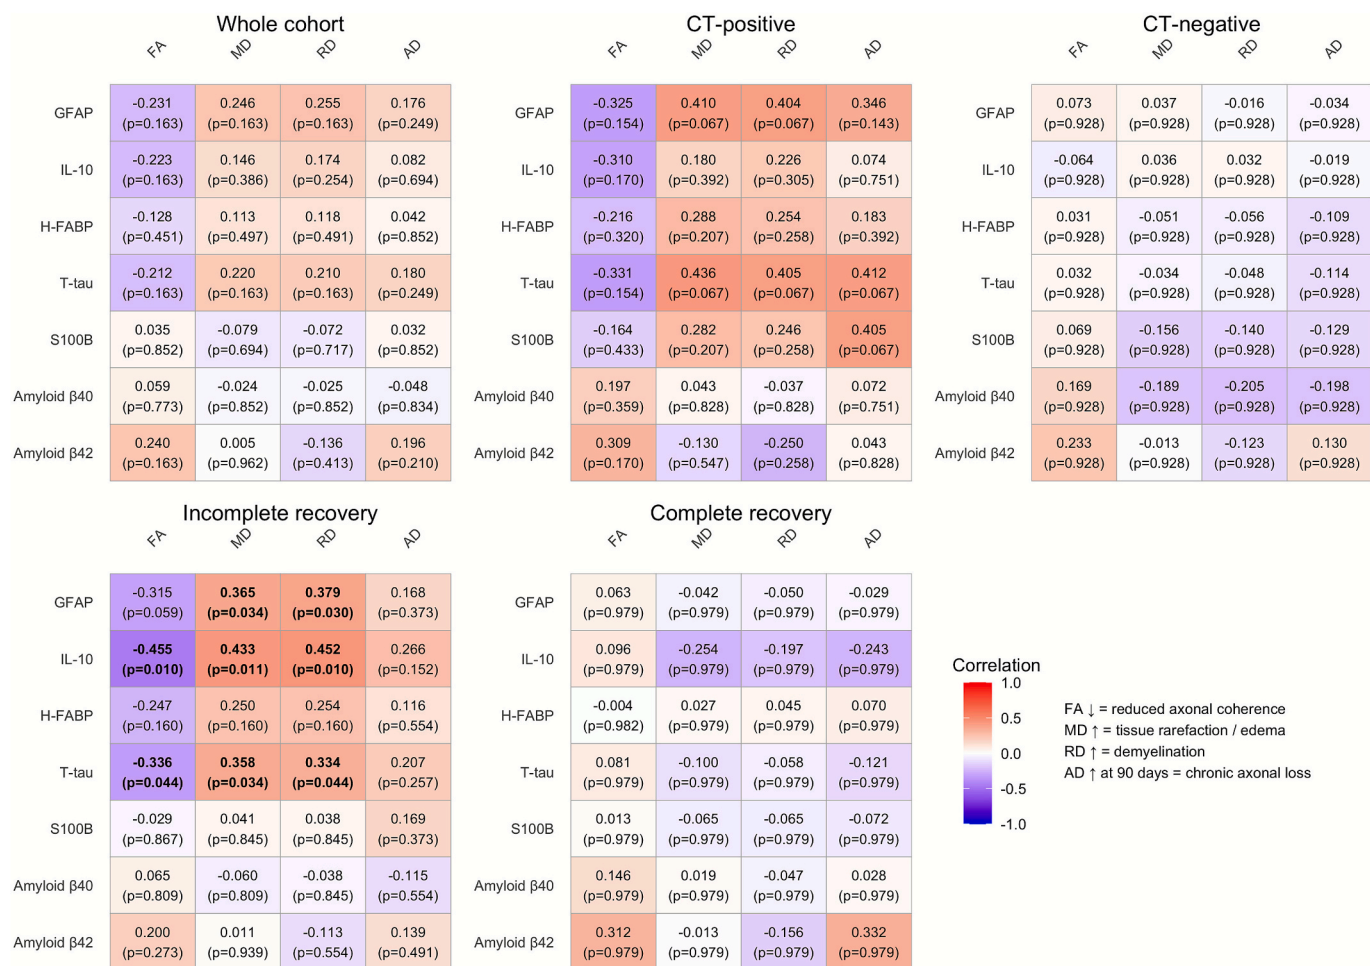 Whole cohort
FA MD RD AD
GFAP -0.231 0.246 0.255 0.176
(p=0.163) (p=0.163) (p=0.163) (p=0.249)
IL-10 -0.223 0.146 0.174 0.082
(p=0.163) (p=0.386) (p=0.254) (p=0.694)
H-FABP -0.128 0.113 0.118 0.042
(p=0.451) (p=0.497) (p=0.491) (p=0.852)
T-tau -0.212 0.220 0.210 0.180
(p=0.163) (p=0.163) (p=0.163) (p=0.249)
S100B 0.035 -0.079 -0.072 0.032
(p=0.852) (p=0.694) (p=0.717) (p=0.852)
Amyloid β40 0.059 -0.024 -0.025 -0.048
(p=0.773) (p=0.852) (p=0.852) (p=0.834)
Amyloid β42 0.240 0.005 -0.136 0.196
(p=0.163) (p=0.962) (p=0.413) (p=0.210)
CT-positive
FA MD RD AD
GFAP -0.325 0.410 0.404 0.346
(p=0.154) (p=0.067) (p=0.067) (p=0.143)
IL-10 -0.310 0.180 0.226 0.074
(p=0.170) (p=0.392) (p=0.305) (p=0.751)
H-FABP -0.216 0.288 0.254 0.183
(p=0.320) (p=0.207) (p=0.258) (p=0.392)
T-tau -0.331 0.436 0.405 0.412
(p=0.154) (p=0.067) (p=0.067) (p=0.067)
S100B -0.164 0.282 0.246 0.405
(p=0.433) (p=0.207) (p=0.258) (p=0.067)
Amyloid β40 0.197 0.043 -0.037 0.072
(p=0.359) (p=0.828) (p=0.828) (p=0.751)
Amyloid β42 0.309 -0.130 -0.250 0.043
(p=0.170) (p=0.547) (p=0.258) (p=0.828)
CT-negative
FA MD RD AD
GFAP 0.073 0.037 -0.016 -0.034
(p=0.928) (p=0.928) (p=0.928) (p=0.928)
IL-10 -0.064 0.036 0.032 -0.019
(p=0.928) (p=0.928) (p=0.928) (p=0.928)
H-FABP 0.031 -0.051 -0.056 -0.109
(p=0.928) (p=0.928) (p=0.928) (p=0.928)
T-tau 0.032 -0.034 -0.048 -0.114
(p=0.928) (p=0.928) (p=0.928) (p=0.928)
S100B 0.069 -0.156 -0.140 -0.129
(p=0.928) (p=0.928) (p=0.928) (p=0.928)
Amyloid β40 0.169 -0.189 -0.205 -0.198
(p=0.928) (p=0.928) (p=0.928) (p=0.928)
Amyloid β42 0.233 -0.013 -0.123 0.130
(p=0.928) (p=0.928) (p=0.928) (p=0.928)
Incomplete recovery
FA MD RD AD
GFAP -0.315 0.365 0.379 0.168
(p=0.059) (p=0.034) (p=0.030) (p=0.373)
IL-10 -0.455 0.433 0.452 0.266
(p=0.010) (p=0.011) (p=0.010) (p=0.152)
H-FABP -0.247 0.250 0.254 0.116
(p=0.160) (p=0.160) (p=0.160) (p=0.554)
T-tau -0.336 0.358 0.334 0.207
(p=0.044) (p=0.034) (p=0.044) (p=0.257)
S100B -0.029 0.041 0.038 0.169
(p=0.867) (p=0.845) (p=0.845) (p=0.373)
Amyloid β40 0.065 -0.060 -0.038 -0.115
(p=0.809) (p=0.809) (p=0.845) (p=0.554)
Amyloid β42 0.200 0.011 -0.113 0.139
(p=0.273) (p=0.939) (p=0.554) (p=0.491)
Complete recovery
FA MD RD AD
GFAP 0.063 -0.042 -0.050 -0.029
(p=0.979) (p=0.979) (p=0.979) (p=0.979)
IL-10 0.096 -0.254 -0.197 -0.243
(p=0.979) (p=0.979) (p=0.979) (p=0.979)
H-FABP -0.004 0.027 0.045 0.070
(p=0.982) (p=0.979) (p=0.979) (p=0.979)
T-tau 0.081 -0.100 -0.058 -0.121
(p=0.979) (p=0.979) (p=0.979) (p=0.979)
S100B 0.013 -0.065 -0.065 -0.072
(p=0.979) (p=0.979) (p=0.979) (p=0.979)
Amyloid β40 0.146 0.019 -0.047 0.028
(p=0.979) (p=0.979) (p=0.979) (p=0.979)
Amyloid β42 0.312 -0.013 -0.156 0.332
(p=0.979) (p=0.979) (p=0.979) (p=0.979)
Correlation
1.0
0.5
0.0
-0.5
-1.0
FA ↓ = reduced axonal coherence
MD ↑ = tissue rarefaction / edema
RD ↑ = demyelination
AD ↑ at 90 days = chronic axonal loss